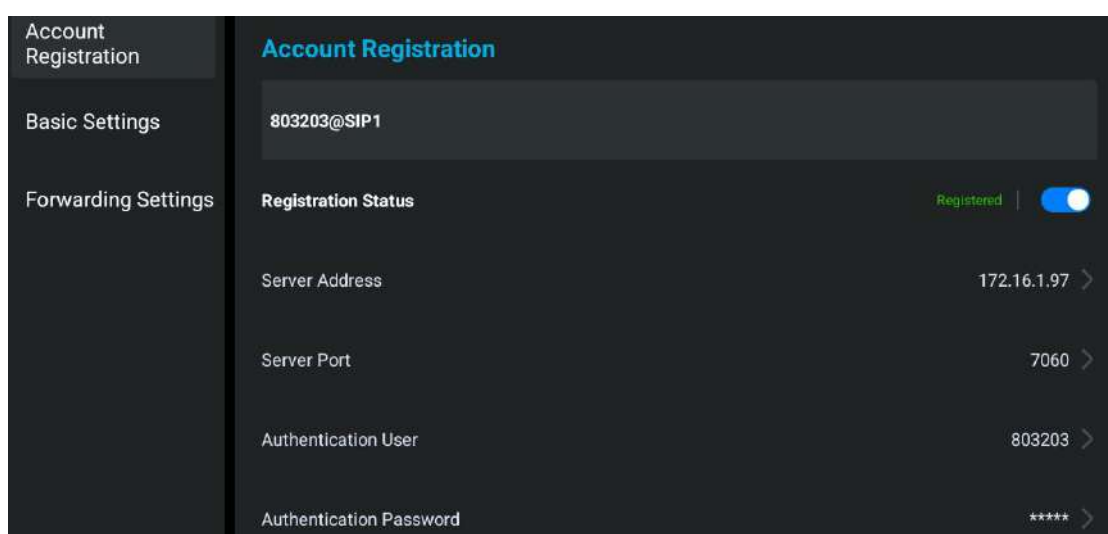 Account
Registration
Basic Settings
Forwarding Settings
Account Registration
803203@SIP1
Registration Status
Registered
Server Address
172.16.1.97
Server Port
7060
Authentication User
803203
Authentication Password
*****